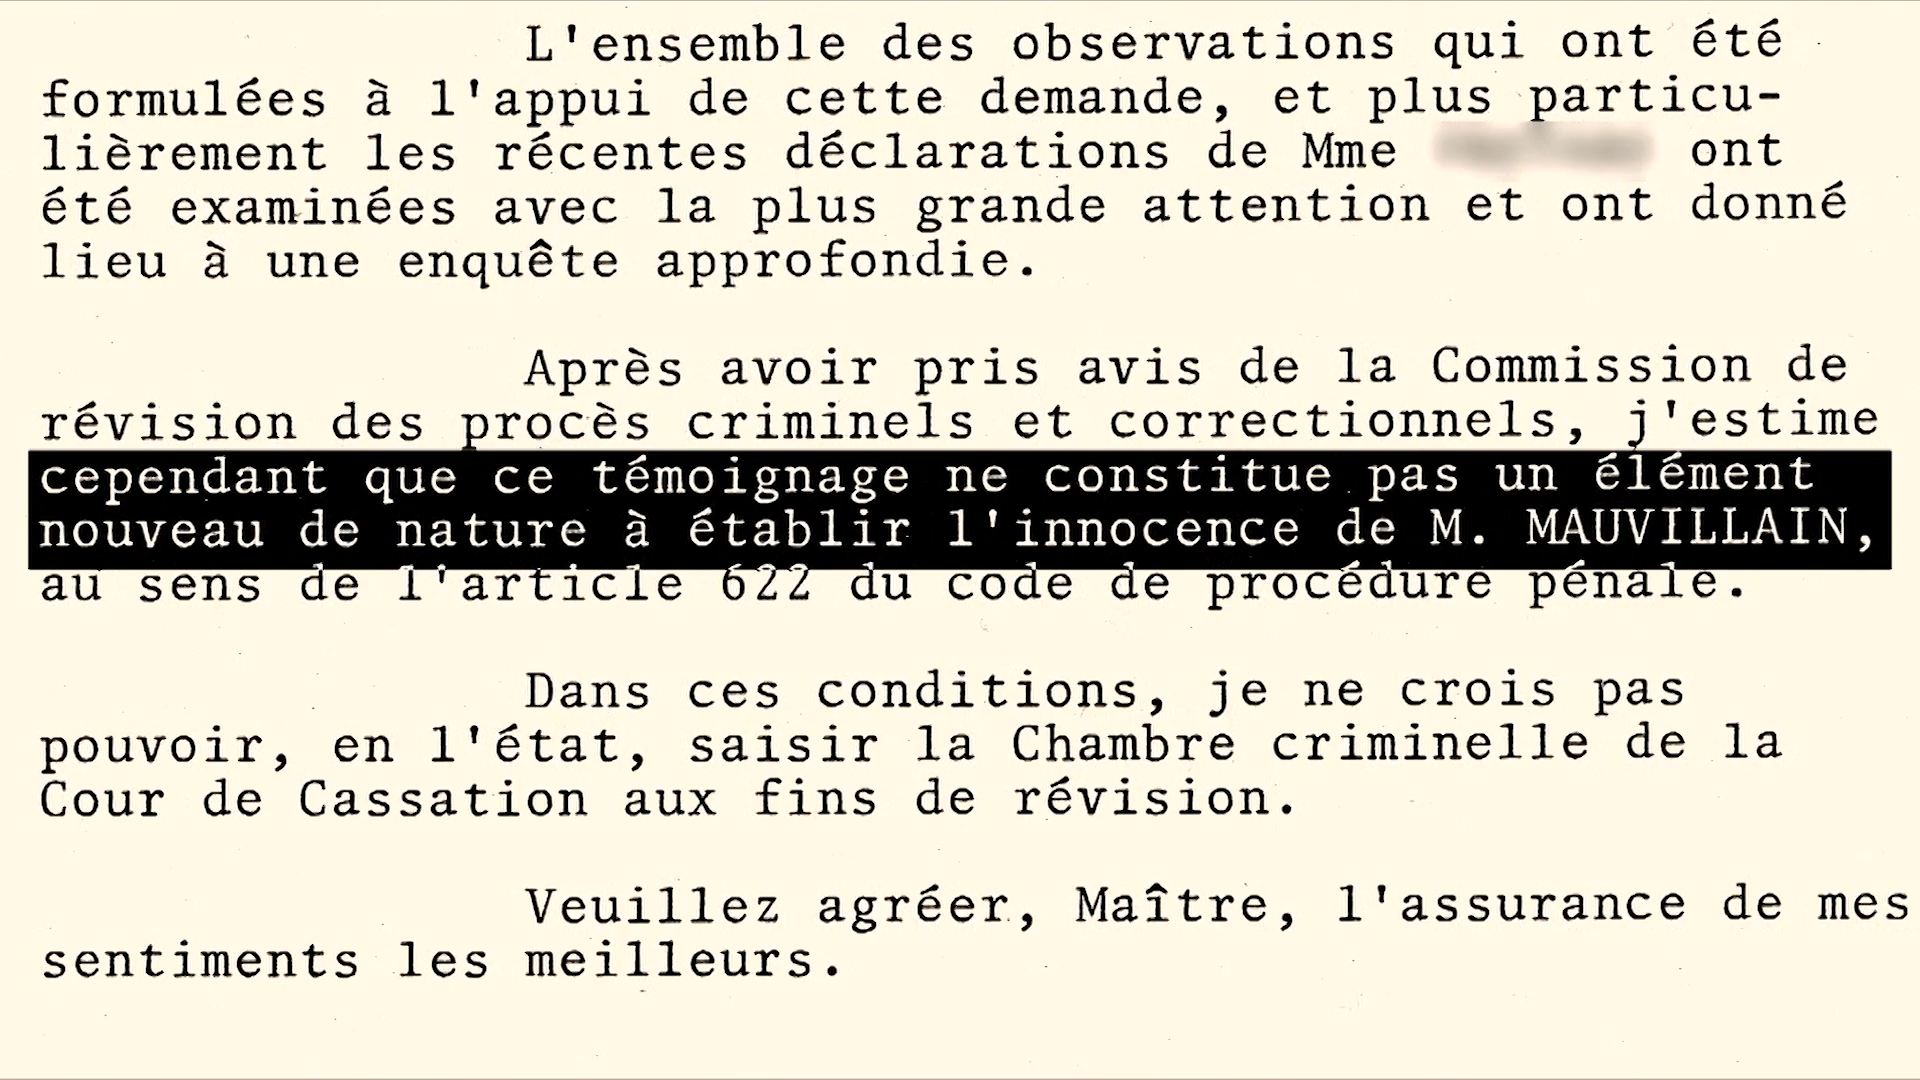 L'ensemble des observations qui ont été
formulées à l'appui de cette demande, et plus particu-
lièrement les récentes déclarations de Mme ont
été examinées avec la plus grande attention et ont donné
lieu à une enquête approfondie.
Après avoir pris avis de la Commission de
révision des procès criminels et correctionnels, j'estime
cependant que ce témoignage ne constitue pas un élément
nouveau de nature à établir l'innocence de M. MAUVILLAIN,
au sens de l'article 622 du code de procédure pénale.
Dans ces conditions, je ne crois pas
pouvoir, en l'état, saisir la Chambre criminelle de la
Cour de Cassation aux fins de révision.
Veuillez agréer, Maître, l'assurance de mes
sentiments les meilleurs.